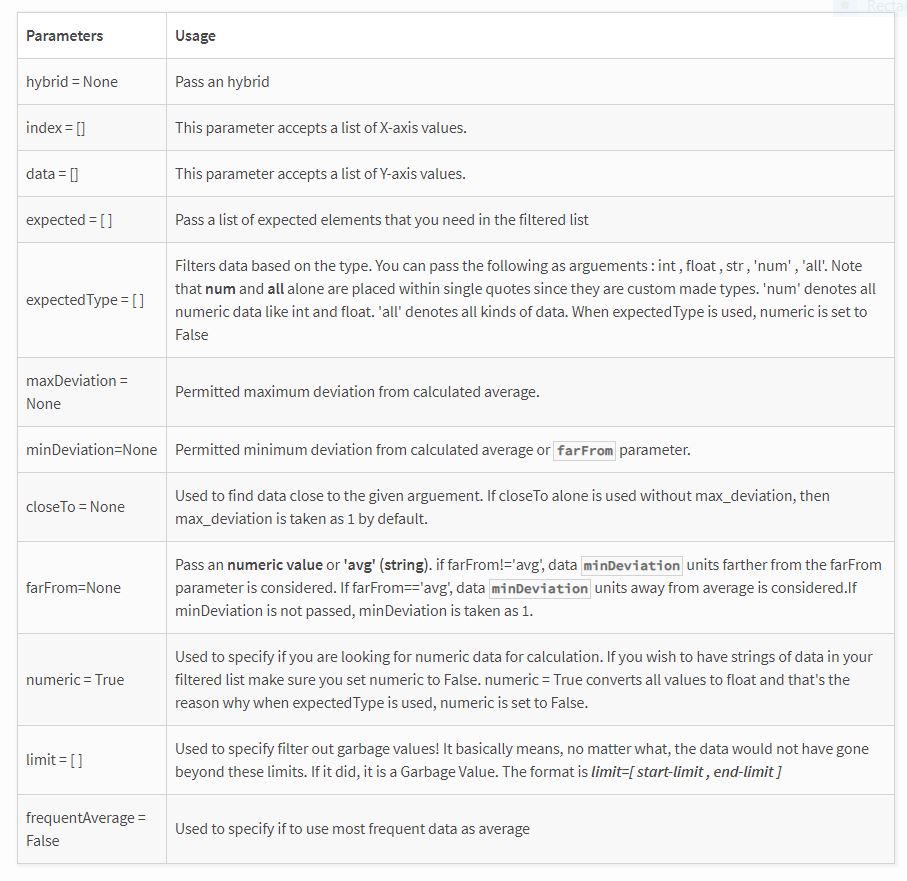 Parameters Usage
hybrid = None Pass an hybrid
index = [] This parameter accepts a list of X-axis values.
data = [] This parameter accepts a list of Y-axis values.
expected = [ ] Pass a list of expected elements that you need in the filtered list
expectedType = [ ]
Filters data based on the type. You can pass the following as arguements : int , float , str , 'num' , 'all'. Note
that num and all alone are placed within single quotes since they are custom made types. 'num' denotes all
numeric data like int and float. 'all' denotes all kinds of data. When expectedType is used, numeric is set to
False
maxDeviation =
None
Permitted maximum deviation from calculated average.
minDeviation=None Permitted minimum deviation from calculated average or farFrom parameter.
closeTo = None
Used to find data close to the given arguement. If closeTo alone is used without max_deviation, then
max_deviation is taken as 1 by default.
farFrom=None
Pass an numeric value or 'avg' (string). if farFrom!='avg', data minDeviation units farther from the farFrom
parameter is considered. If farFrom=='avg', data minDeviation units away from average is considered.If
minDeviation is not passed, minDeviation is taken as 1.
numeric = True
Used to specify if you are looking for numeric data for calculation. If you wish to have strings of data in your
filtered list make sure you set numeric to False. numeric = True converts all values to float and that's the
reason why when expectedType is used, numeric is set to False.
limit = [ ]
Used to specify filter out garbage values! It basically means, no matter what, the data would not have gone
beyond these limits. If it did, it is a Garbage Value. The format is limit=[ start-limit , end-limit ]
frequentAverage =
False
Used to specify if to use most frequent data as average